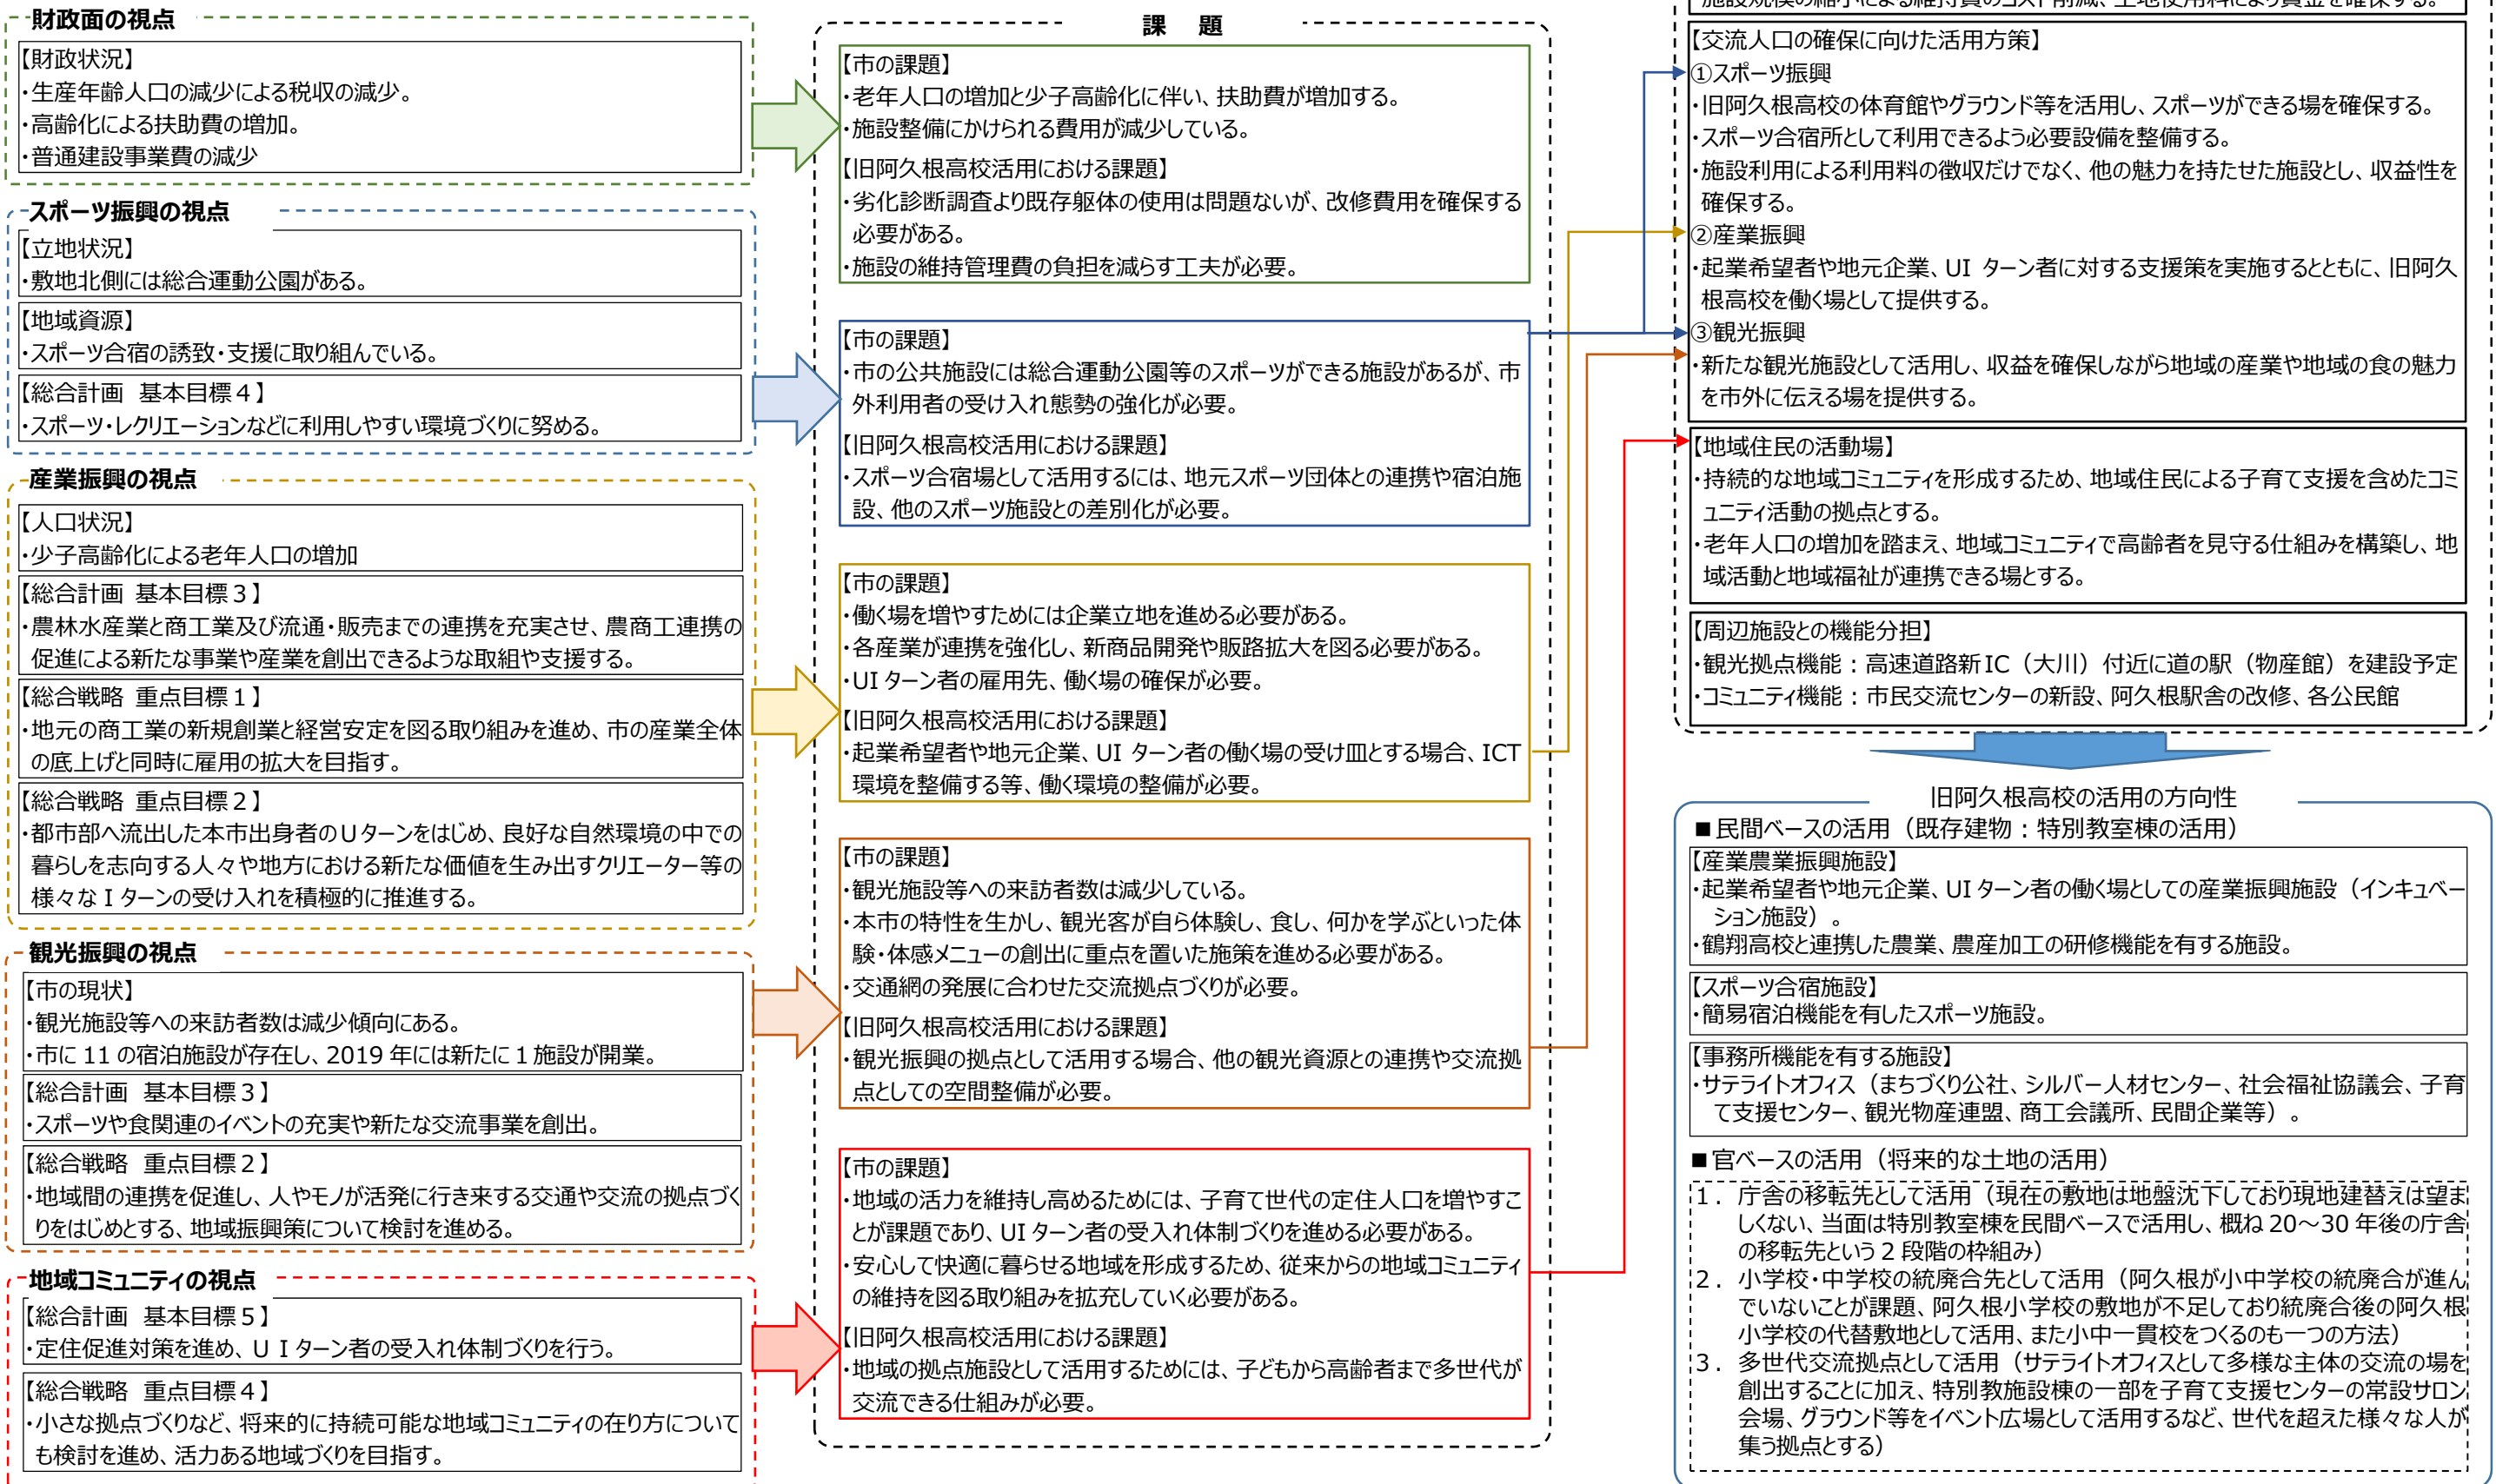 財政面の視点
【財政状況】
・生産年齢人口の減少による税収の減少。
・高齢化による扶助費の増加。
・普通建設事業費の減少
スポーツ振興の視点
【立地状況】
・敷地北側には総合運動公園がある。
【地域資源】
・スポーツ合宿の誘致・支援に取り組んでいる。
【総合計画 基本目標４】
・スポーツ・レクリエーションなどに利用しやすい環境づくりに努める。
産業振興の視点
【人口状況】
・少子高齢化による老年人口の増加
【総合計画 基本目標３】
・農林水産業と商工業及び流通・販売までの連携を充実させ、農商工連携の
促進による新たな事業や産業を創出できるような取組や支援する。
【総合戦略 重点目標１】
・地元の商工業の新規創業と経営安定を図る取り組みを進め、市の産業全体
の底上げと同時に雇用の拡大を目指す。
【総合戦略 重点目標２】
・都市部へ流出した本市出身者のＵターンをはじめ、良好な自然環境の中での
暮らしを志向する人々や地方における新たな価値を生み出すクリエーター等の
様々なＩターンの受け入れを積極的に推進する。
観光振興の視点
【市の現状】
・観光施設等への来訪者数は減少傾向にある。
・市に 11 の宿泊施設が存在し、2019 年には新たに１施設が開業。
【総合計画 基本目標３】
・スポーツや食関連のイベントの充実や新たな交流事業を創出。
【総合戦略 重点目標２】
・地域間の連携を促進し、人やモノが活発に行き来する交通や交流の拠点づく
りをはじめとする、地域振興策について検討を進める。
地域コミュニティの視点
【総合計画 基本目標５】
・定住促進対策を進め、ＵＩターン者の受入れ体制づくりを行う。
【総合戦略 重点目標４】
・小さな拠点づくりなど、将来的に持続可能な地域コミュニティの在り方について
も検討を進め、活力ある地域づくりを目指す。
課 題
【市の課題】
・老年人口の増加と少子高齢化に伴い、扶助費が増加する。
・施設整備にかけられる費用が減少している。
【旧阿久根高校活用における課題】
・劣化診断調査より既存躯体の使用は問題ないが、改修費用を確保する
必要がある。
・施設の維持管理費の負担を減らす工夫が必要。
【市の課題】
・市の公共施設には総合運動公園等のスポーツができる施設があるが、市
外利用者の受け入れ態勢の強化が必要。
【旧阿久根高校活用における課題】
・スポーツ合宿場として活用するには、地元スポーツ団体との連携や宿泊施
設、他のスポーツ施設との差別化が必要。
【市の課題】
・働く場を増やすためには企業立地を進める必要がある。
・各産業が連携を強化し、新商品開発や販路拡大を図る必要がある。
・UI ターン者の雇用先、働く場の確保が必要。
【旧阿久根高校活用における課題】
・起業希望者や地元企業、UI ターン者の働く場の受け皿とする場合、ICT
環境を整備する等、働く環境の整備が必要。
【市の課題】
・観光施設等への来訪者数は減少している。
・本市の特性を生かし、観光客が自ら体験し、食し、何かを学ぶといった体
験・体感メニューの創出に重点を置いた施策を進める必要がある。
・交通網の発展に合わせた交流拠点づくりが必要。
【旧阿久根高校活用における課題】
・観光振興の拠点として活用する場合、他の観光資源との連携や交流拠
点としての空間整備が必要。
【市の課題】
・地域の活力を維持し高めるためには、子育て世代の定住人口を増やすこ
とが課題であり、UI ターン者の受入れ体制づくりを進める必要がある。
・安心して快適に暮らせる地域を形成するため、従来からの地域コミュニティ
の維持を図る取り組みを拡充していく必要がある。
【旧阿久根高校活用における課題】
・地域の拠点施設として活用するためには、子どもから高齢者まで多世代が
交流できる仕組みが必要。
施設規模の縮小による維持費のコスト削減、土地使用料により資金を確保する。
【交流人口の確保に向けた活用方策】
①スポーツ振興
・旧阿久根高校の体育館やグラウンド等を活用し、スポーツができる場を確保する。
・スポーツ合宿所として利用できるよう必要設備を整備する。
・施設利用による利用料の徴収だけでなく、他の魅力を持たせた施設とし、収益性を
確保する。
②産業振興
・起業希望者や地元企業、UI ターン者に対する支援策を実施するとともに、旧阿久
根高校を働く場として提供する。
③観光振興
・新たな観光施設として活用し、収益を確保しながら地域の産業や地域の食の魅力
を市外に伝える場を提供する。
【地域住民の活動場】
・持続的な地域コミュニティを形成するため、地域住民による子育て支援を含めたコミ
ュニティ活動の拠点とする。
・老年人口の増加を踏まえ、地域コミュニティで高齢者を見守る仕組みを構築し、地
域活動と地域福祉が連携できる場とする。
【周辺施設との機能分担】
・観光拠点機能：高速道路新 IC（大川）付近に道の駅（物産館）を建設予定
・コミュニティ機能：市民交流センターの新設、阿久根駅舎の改修、各公民館
旧阿久根高校の活用の方向性
■民間ベースの活用（既存建物：特別教室棟の活用）
【産業農業振興施設】
・起業希望者や地元企業、UI ターン者の働く場としての産業振興施設（インキュベー
ション施設）。
・鶴翔高校と連携した農業、農産加工の研修機能を有する施設。
【スポーツ合宿施設】
・簡易宿泊機能を有したスポーツ施設。
【事務所機能を有する施設】
・サテライトオフィス（まちづくり公社、シルバー人材センター、社会福祉協議会、子育
て支援センター、観光物産連盟、商工会議所、民間企業等）。
■官ベースの活用（将来的な土地の活用）
１．庁舎の移転先として活用（現在の敷地は地盤沈下しており現地建替えは望ま
しくない、当面は特別教室棟を民間ベースで活用し、概ね 20～30 年後の庁舎
の移転先という２段階の枠組み）
２．小学校・中学校の統廃合先として活用（阿久根が小中学校の統廃合が進ん
でいないことが課題、阿久根小学校の敷地が不足しており統廃合後の阿久根
小学校の代替敷地として活用、また小中一貫校をつくるのも一つの方法）
３．多世代交流拠点として活用（サテライトオフィスとして多様な主体の交流の場を
創出することに加え、特別教施設棟の一部を子育て支援センターの常設サロン
会場、グラウンド等をイベント広場として活用するなど、世代を超えた様々な人が
集う拠点とする）